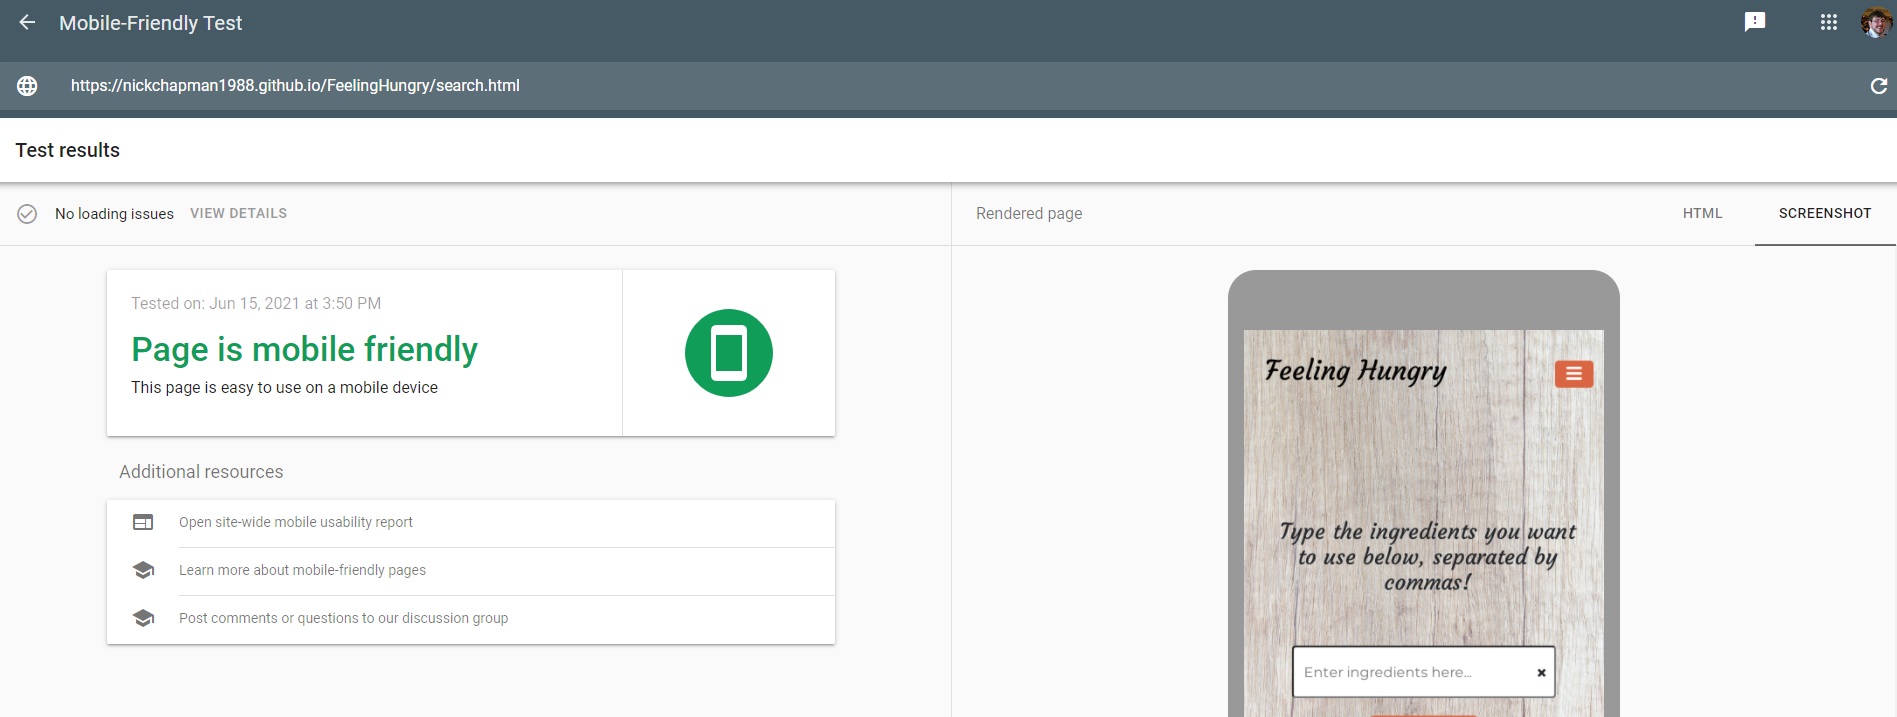 Mobile-Friendly Test
https://nickchapman1988.github.io/FeelingHungry/search.html
Test results
No loading issues VIEW DETAILS
Rendered page HTML SCREENSHOT
Tested on: Jun 15, 2021 at 3:50 PM
Page is mobile friendly
This page is easy to use on a mobile device
Additional resources
Open site-wide mobile usability report
Learn more about mobile-friendly pages
Post comments or questions to our discussion group
Feeling Hungry
Type the ingredients you want
to use below, separated by
commas!
Enter ingredients here...